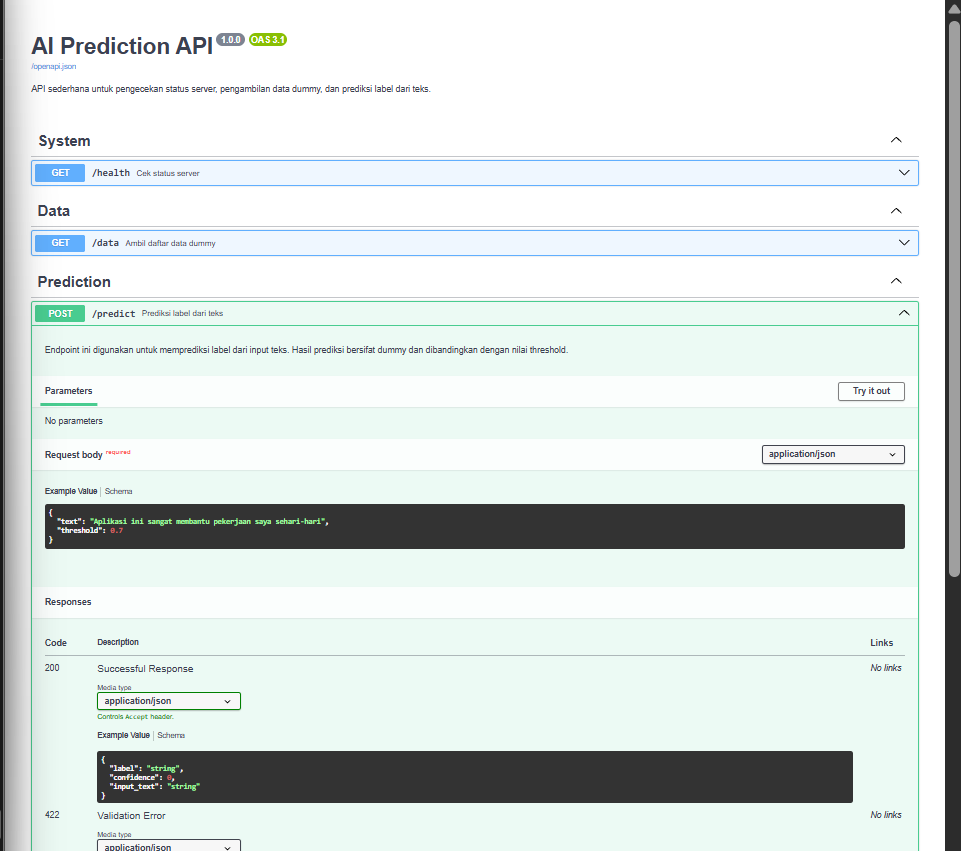 AI Prediction API 1.0.0 OAS 3.1
/openapi.json
API sederhana untuk pengecekan status server, pengambilan data dummy, dan prediksi label dari teks.
System
GET /health Cek status server
Data
GET /data Ambil daftar data dummy
Prediction
POST /predict Prediksi label dari teks
Endpoint ini digunakan untuk memprediksi label dari input teks. Hasil prediksi bersifat dummy dan dibandingkan dengan nilai threshold.
Parameters Try it out
No parameters
Request body required application/json
Example Value Schema
{
"text": "Aplikasi ini sangat membantu pekerjaan saya sehari-hari",
"threshold": 0.7
}
Responses
Code Description Links
200 Successful Response No links
Media type
application/json
Controls Accept header.
Example Value Schema
{
"label": "string",
"confidence": 0,
"input_text": "string"
}
422 Validation Error No links
Media type
application/json